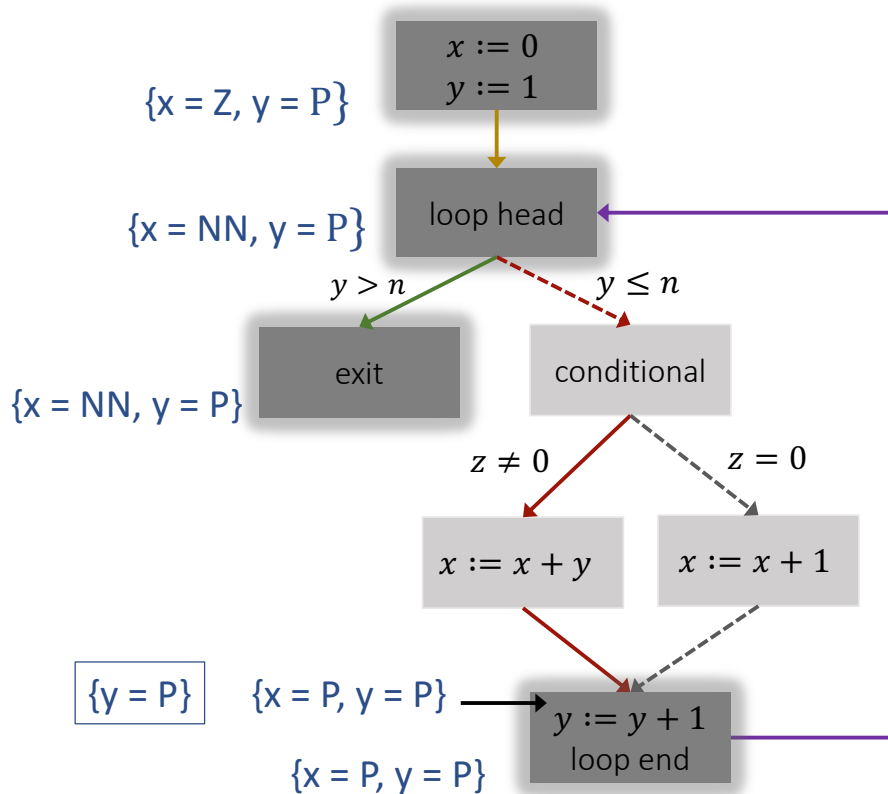 x := 0
y := 1
{x = Z, y = P}
loop head
{x = NN, y = P}
y > n
y ≤ n
exit
conditional
{x = NN, y = P}
z ≠ 0
z = 0
x := x + y
x := x + 1
{y = P}
{x = P, y = P}
y := y + 1
loop end
{x = P, y = P}